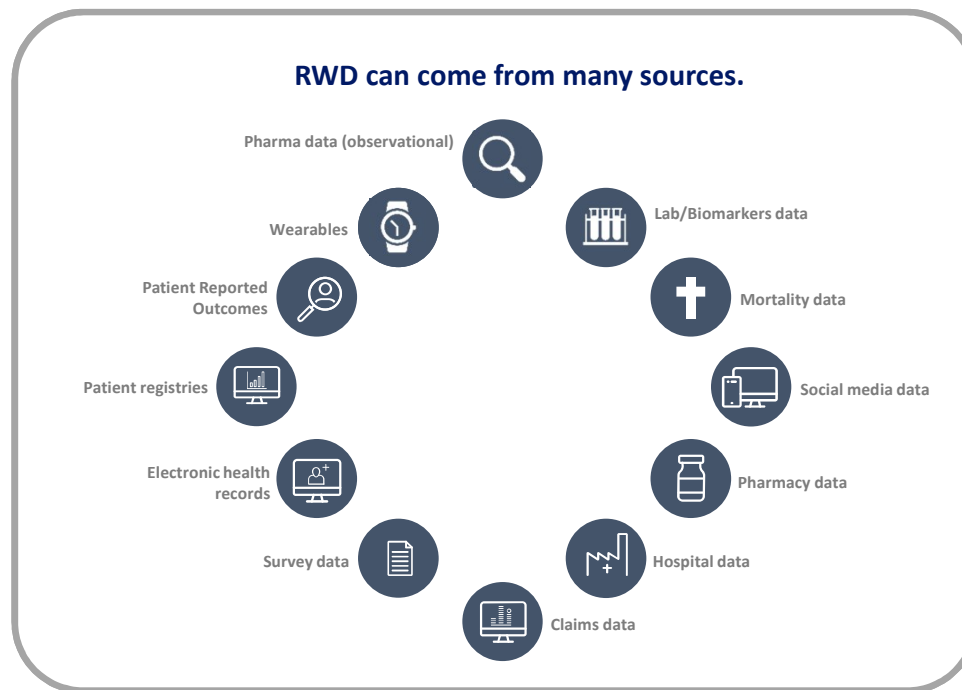 RWD can come from many sources.
Pharma data (observational)
Lab/Biomarkers data
Wearables
Patient Reported
Outcomes
Mortality data
Patient registries
Social media data
Electronic health
records
Pharmacy data
Survey data
Hospital data
Claims data